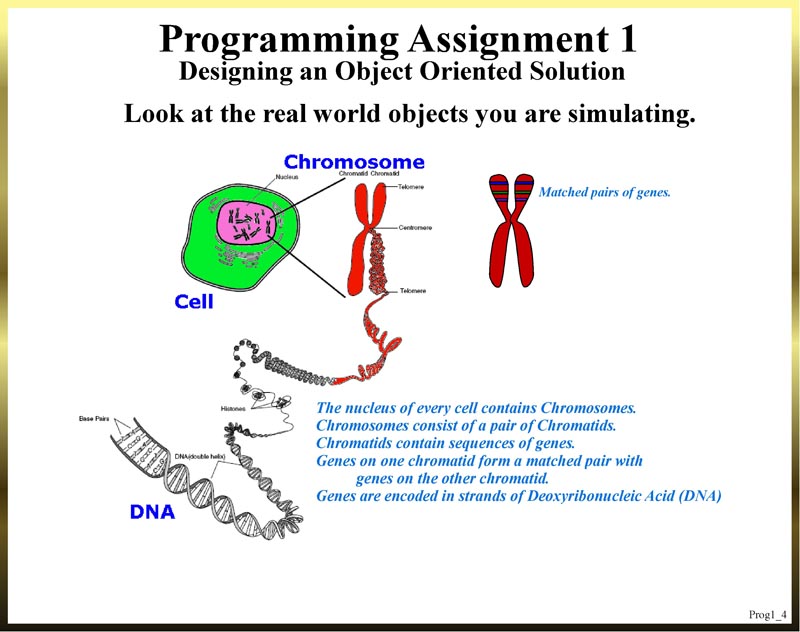 Programming Assignment 1
Designing an Object Oriented Solution
Look at the real world objects you are simulating.
Chromosome
Nucleus
Chromatid Chromatid
Telomere
Matched pairs of genes.
Centromere
Telomere
Cell
Histones
Base Pairs
DNA(double helix)
DNA
The nucleus of every cell contains Chromosomes.
Chromosomes consist of a pair of Chromatids.
Chromatids contain sequences of genes.
Genes on one chromatid form a matched pair with
genes on the other chromatid.
Genes are encoded in strands of Deoxyribonucleic Acid (DNA)
Prog1_4